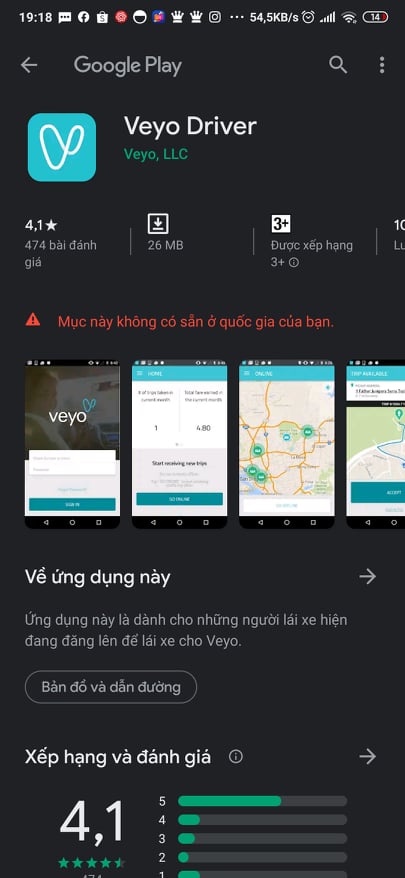 19:18
54,5KB/s
14
Google Play
Veyo Driver
Veyo, LLC
4,1★
474 bài đánh giá
26 MB
3+
Được xếp hạng 3+
Mục này không có sẵn ở quốc gia của bạn.
veyo
SIGN IN
HOME
# of trips taken in current month
Total fare earned in the current month
1
4.80
Start receiving new trips
GO ONLINE
ONLINE
GO OFFLINE
TRIP AVAILABLE
ACCEPT
Về ứng dụng này
Ứng dụng này là dành cho những người lái xe hiện
đang đăng lên để lái xe cho Veyo.
Bản đồ và dẫn đường
Xếp hạng và đánh giá
4,1
5
4
3
2
1